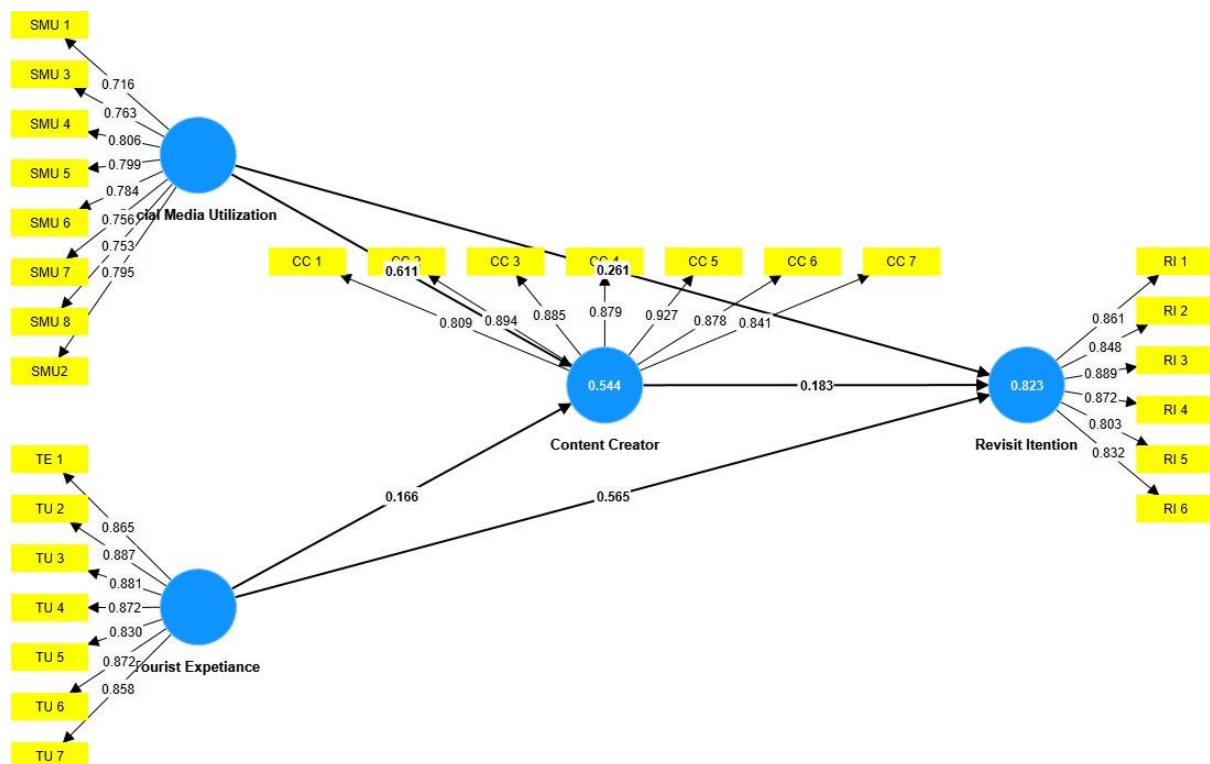 SMU 1
SMU 3
SMU 4
SMU 5
SMU 6
SMU 7
SMU 8
SMU2
0.716
0.763
0.806
0.799
0.784
0.756
0.753
0.795
cial Media Utilization
CC 1
CC 2
CC 3
CC 4
CC 5
CC 6
CC 7
0.611
0.261
0.809
0.894
0.885
0.879
0.927
0.878
0.841
0.544
Content Creator
0.183
0.823
Revisit Itention
RI 1
RI 2
RI 3
RI 4
RI 5
RI 6
0.861
0.848
0.889
0.872
0.803
0.832
TE 1
TU 2
TU 3
TU 4
TU 5
TU 6
TU 7
0.865
0.887
0.881
0.872
0.830
0.872
0.858
ourist Expetiance
0.166
0.565